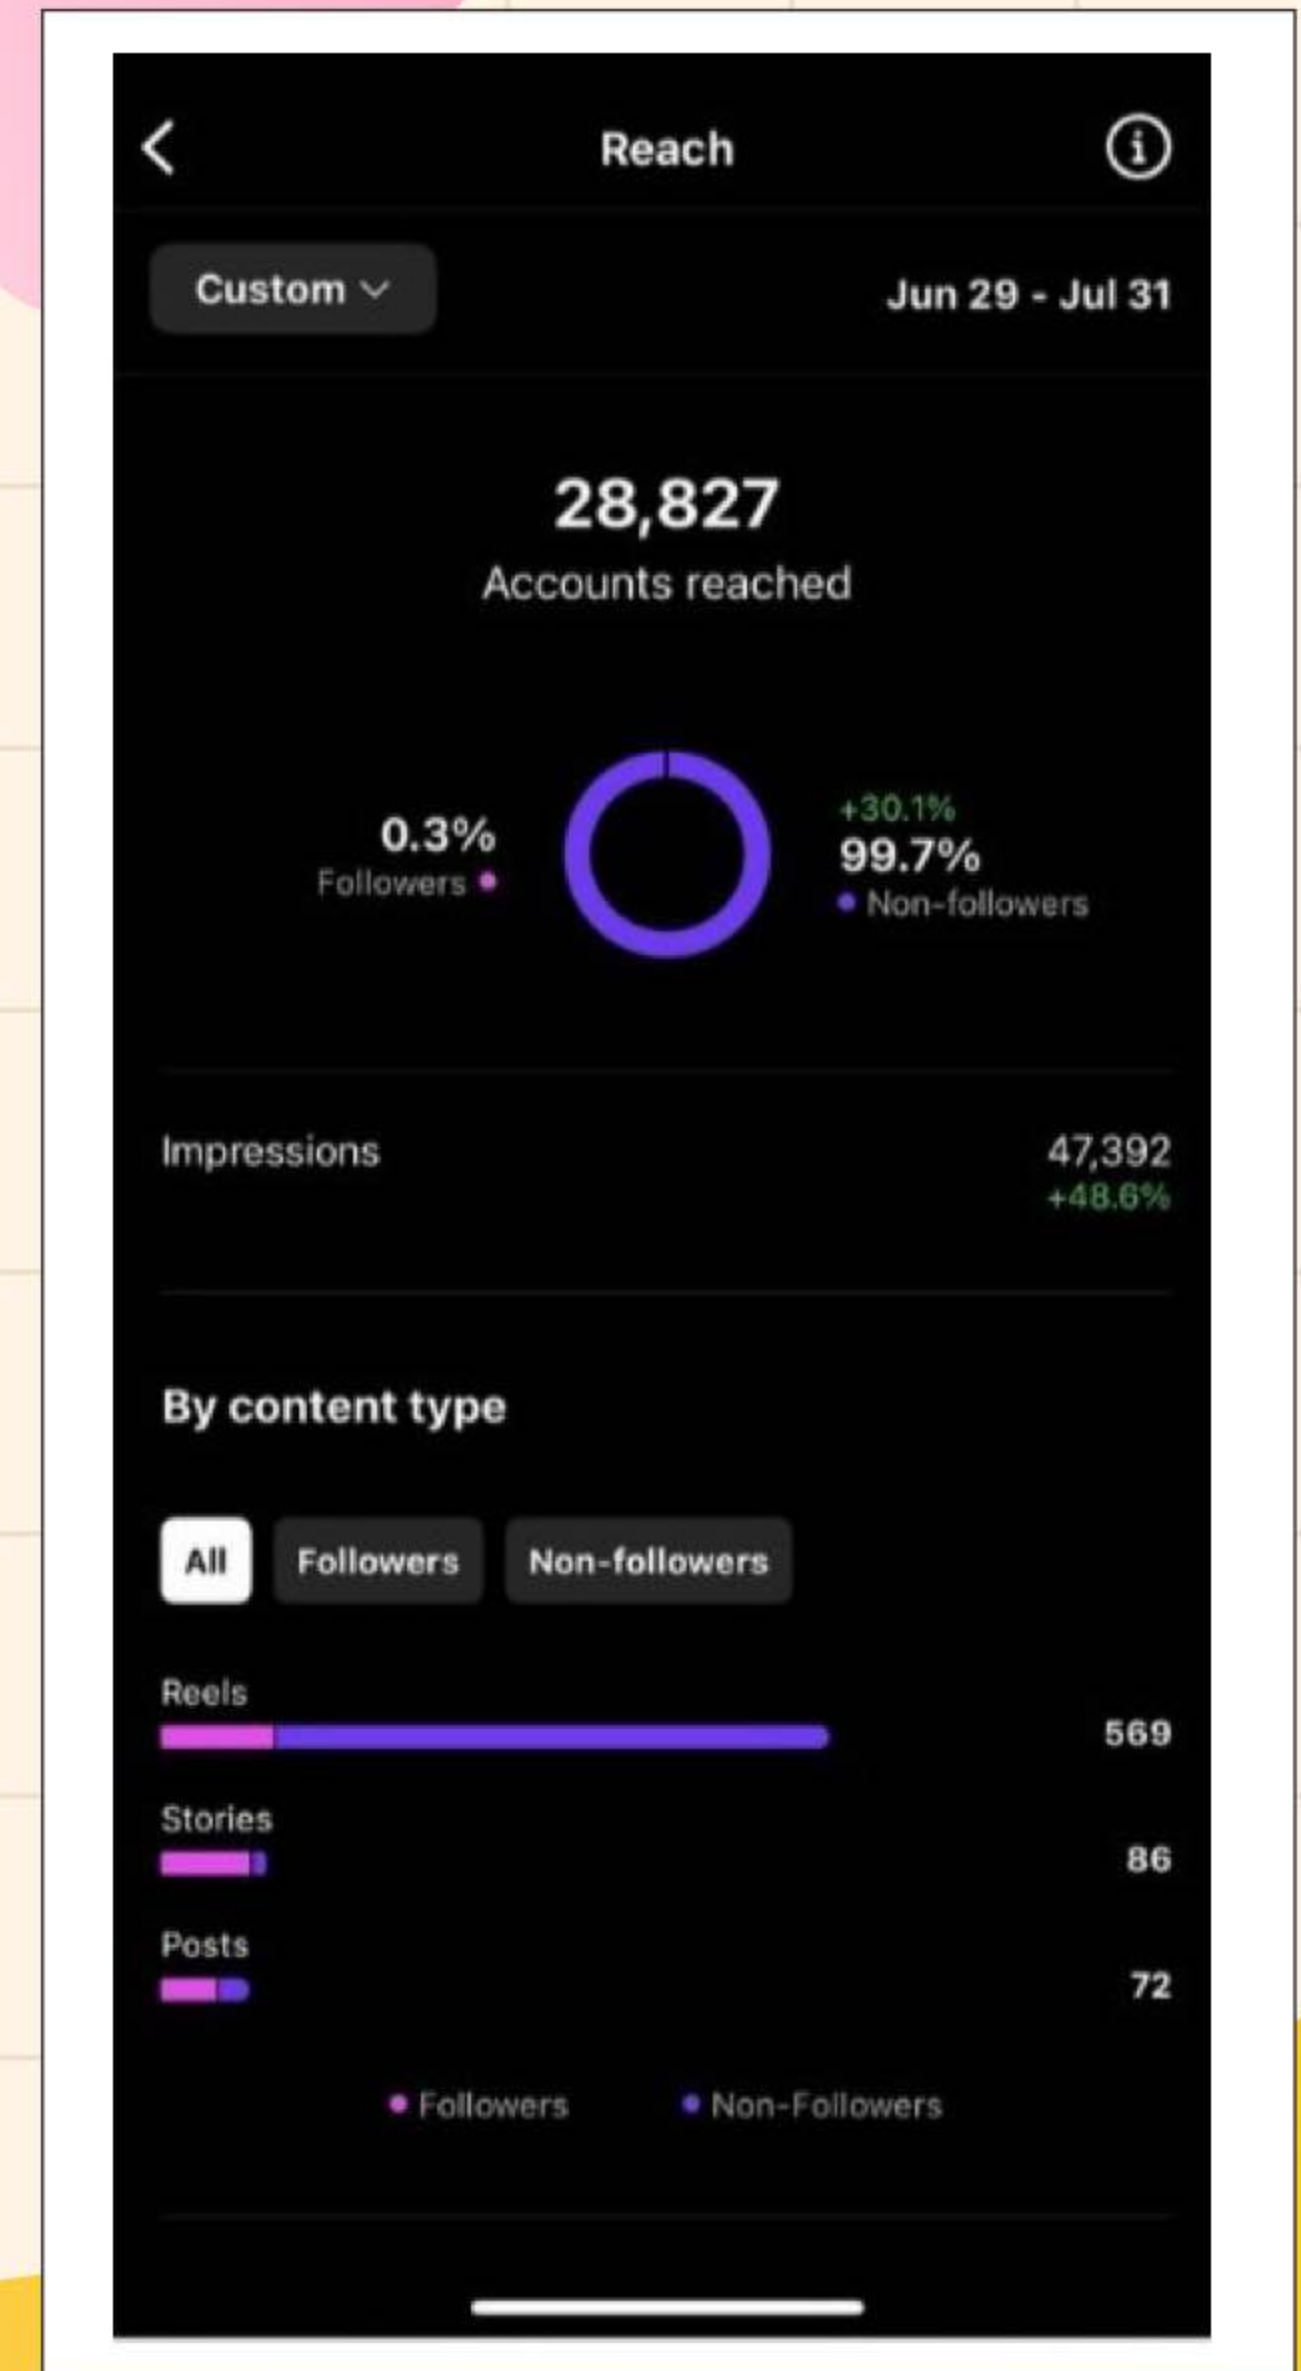 Reach
Custom
Jun 29 - Jul 31
28,827
Accounts reached
0.3%
Followers
+30.1%
99.7%
Non-followers
Impressions
47,392
+48.6%
By content type
All
Followers
Non-followers
Reels
569
Stories
86
Posts
72
Followers
Non-Followers